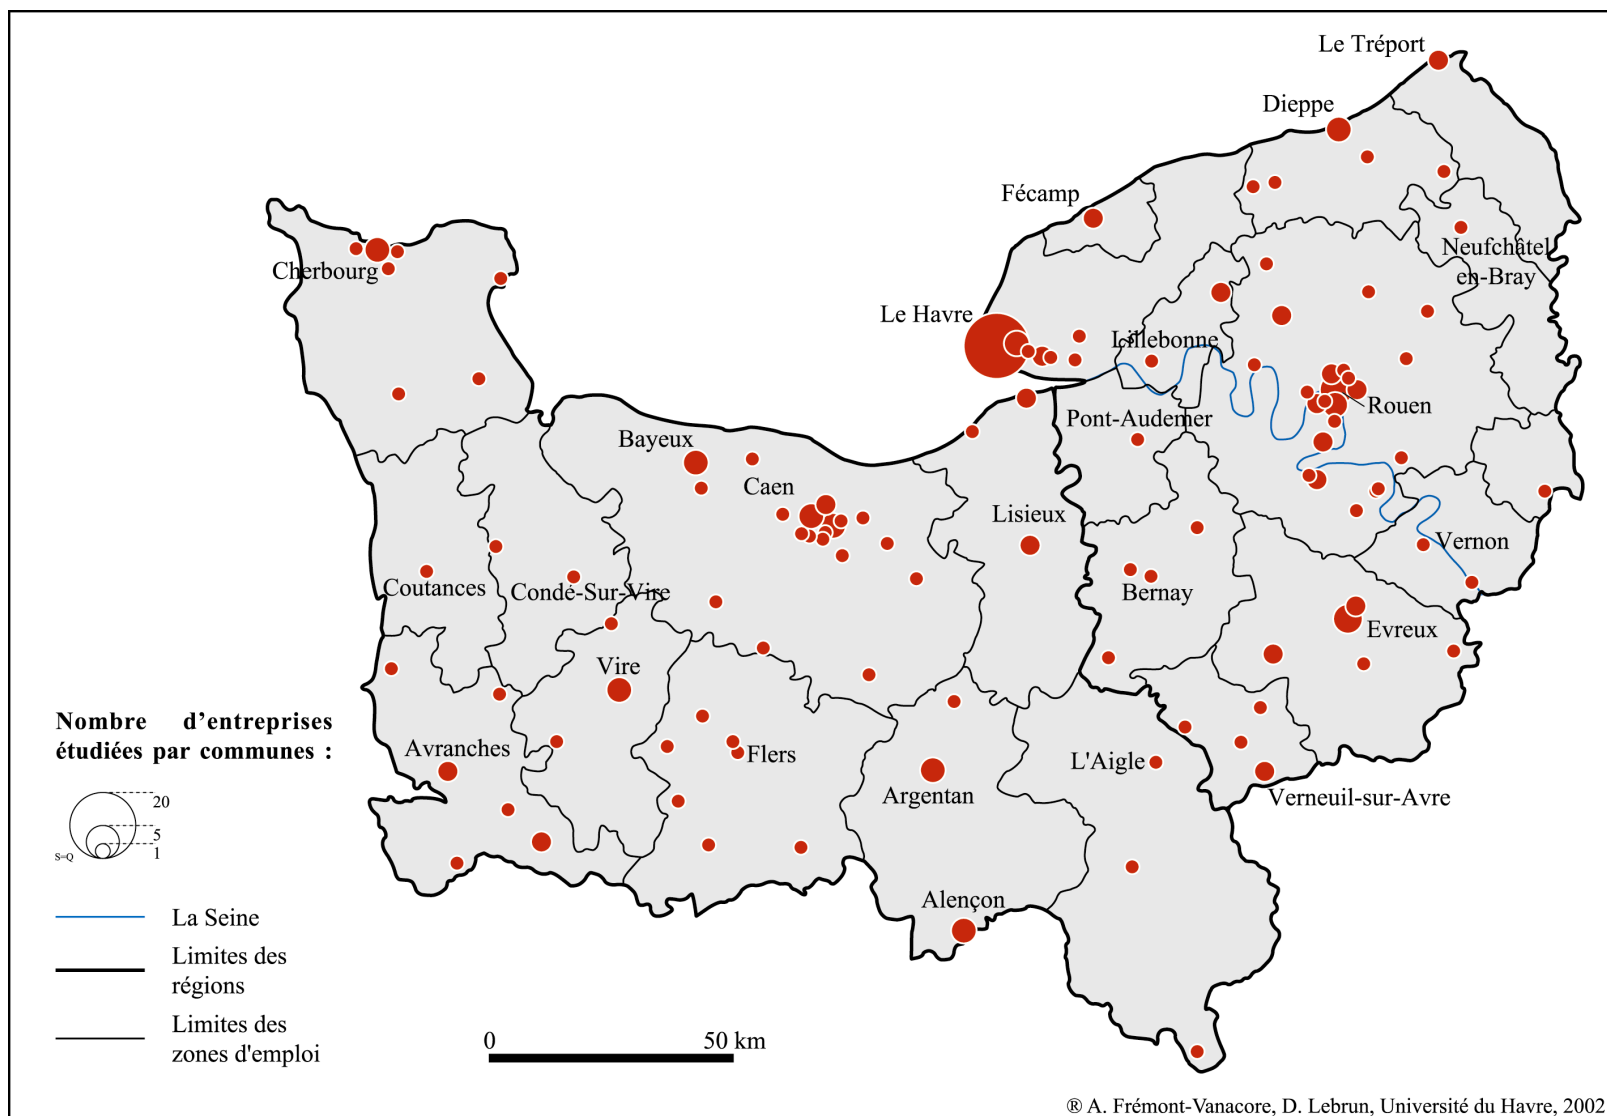 Le Tréport
Dieppe
Fécamp
Neufchâtel
en-Bray
Cherbourg
Le Havre
Lillebonne
Rouen
Pont-Audemer
Bayeux
Caen
Lisieux
Vernon
Coutances
Condé-Sur-Vire
Bernay
Evreux
Vire
Avranches
Flers
L'Aigle
Argentan
Verneuil-sur-Avre
Alençon
Nombre d'entreprises
étudiées par communes :
20
5
1
S=Q
La Seine
Limites des
régions
Limites des
zones d'emploi
0 50 km
® A. Frémont-Vanacore, D. Lebrun, Université du Havre, 2002